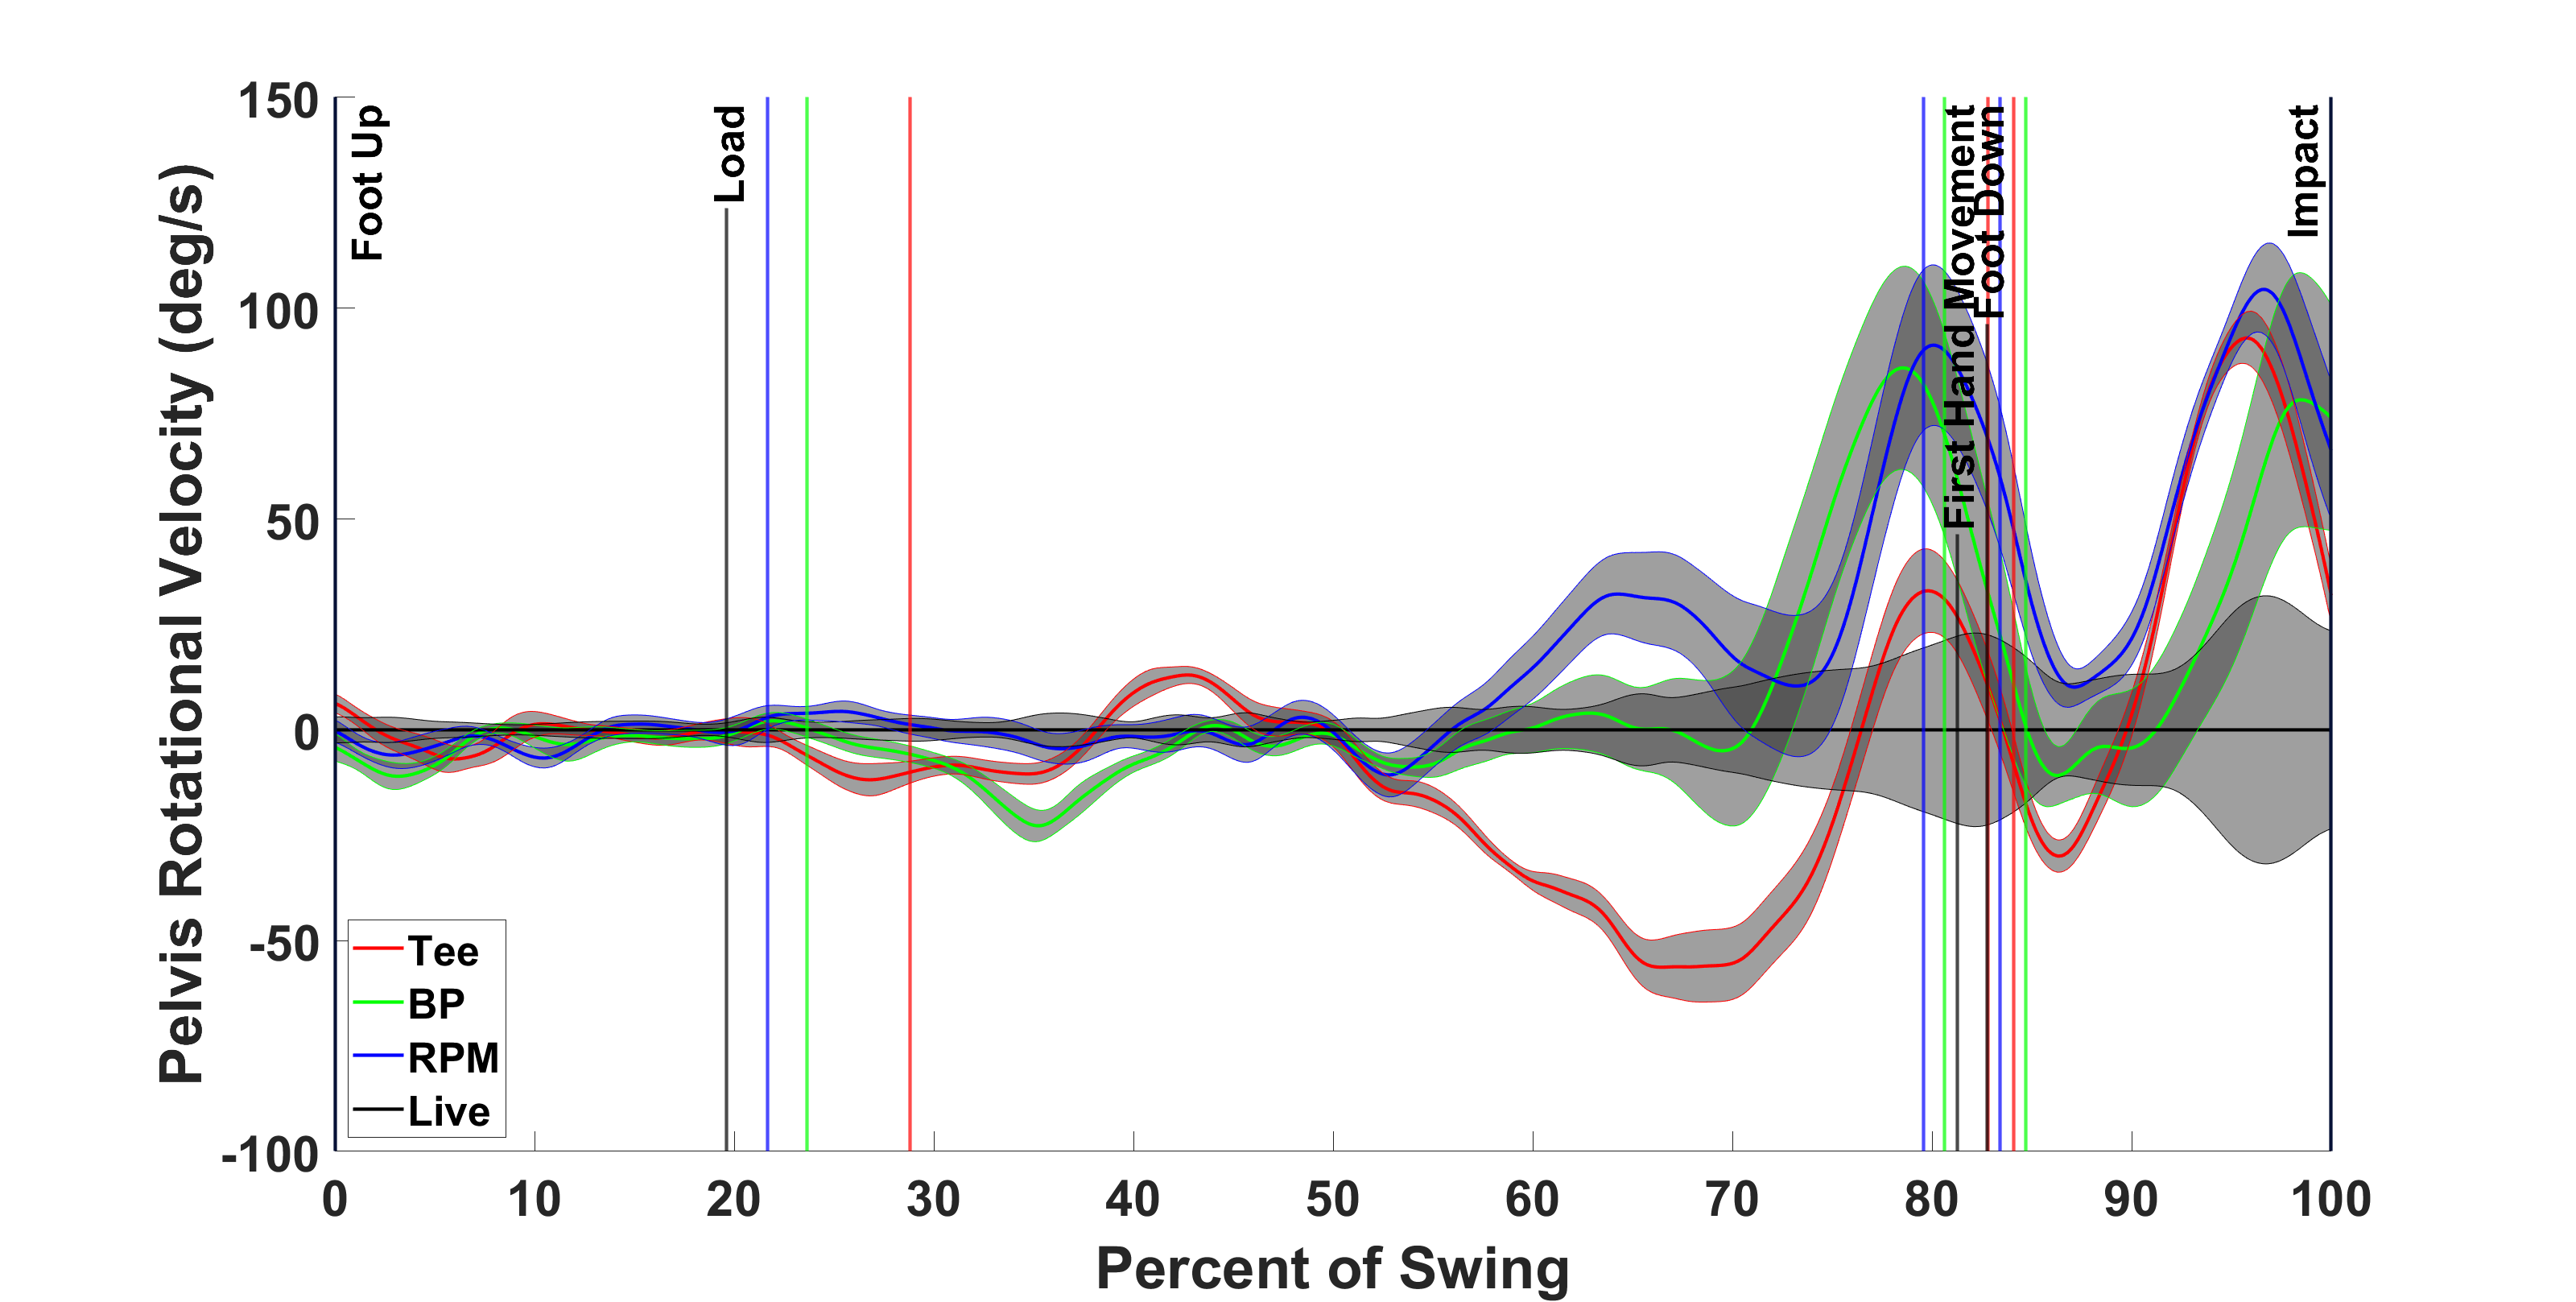 150
100
50
0
-50
-100
Pelvis Rotational Velocity (deg/s)
Foot Up
Load
First Hand Movement
Foot Down
Impact
Tee
BP
RPM
Live
0 10 20 30 40 50 60 70 80 90 100
Percent of Swing